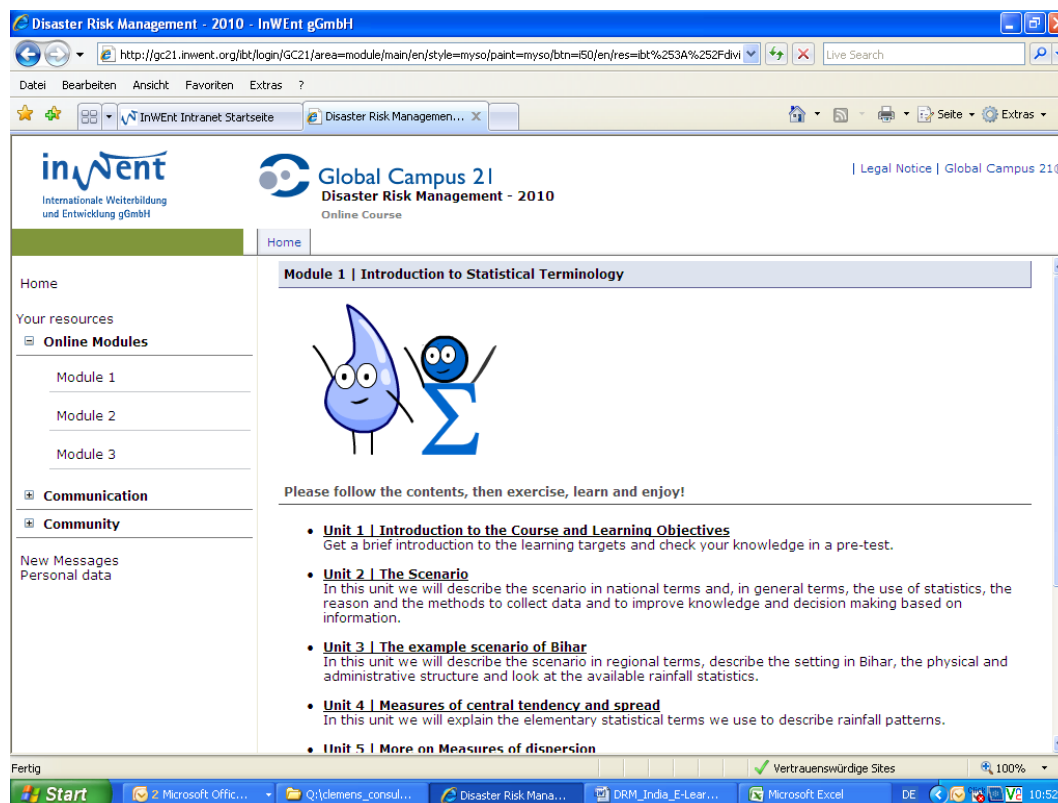 Disaster Risk Management - 2010 - InWEnt gGmbH
http://gc21.inwent.org/ibt/login/GC21/area=module/main/en/style=myso/paint=myso/btn=i50/en/res=ibt%253A%252Fdivi
Live Search
Datei Bearbeiten Ansicht Favoriten Extras ?
InWEnt Intranet Startseite
Disaster Risk Managemen... X
Seite
Extras
inwent
Internationale Weiterbildung
und Entwicklung gGmbH
Global Campus 21
Disaster Risk Management - 2010
Online Course
| Legal Notice | Global Campus 21
Home
Home
Your resources
Online Modules
Module 1
Module 2
Module 3
Communication
Community
New Messages
Personal data
Module 1 | Introduction to Statistical Terminology
Σ
Please follow the contents, then exercise, learn and enjoy!
• Unit 1 | Introduction to the Course and Learning Objectives
Get a brief introduction to the learning targets and check your knowledge in a pre-test.
• Unit 2 | The Scenario
In this unit we will describe the scenario in national terms and, in general terms, the use of statistics, the
reason and the methods to collect data and to improve knowledge and decision making based on
information.
• Unit 3 | The example scenario of Bihar
In this unit we will describe the scenario in regional terms, describe the setting in Bihar, the physical and
administrative structure and look at the available rainfall statistics.
• Unit 4 | Measures of central tendency and spread
In this unit we will explain the elementary statistical terms we use to describe rainfall patterns.
• Unit 5 | More on Measures of dispersion
Fertig
Vertrauenswürdige Sites
100%
Start
2 Microsoft Offic...
Q:\clemens_consul...
Disaster Risk Mana...
DRM_India_E-Lear...
Microsoft Excel
DE
10:52